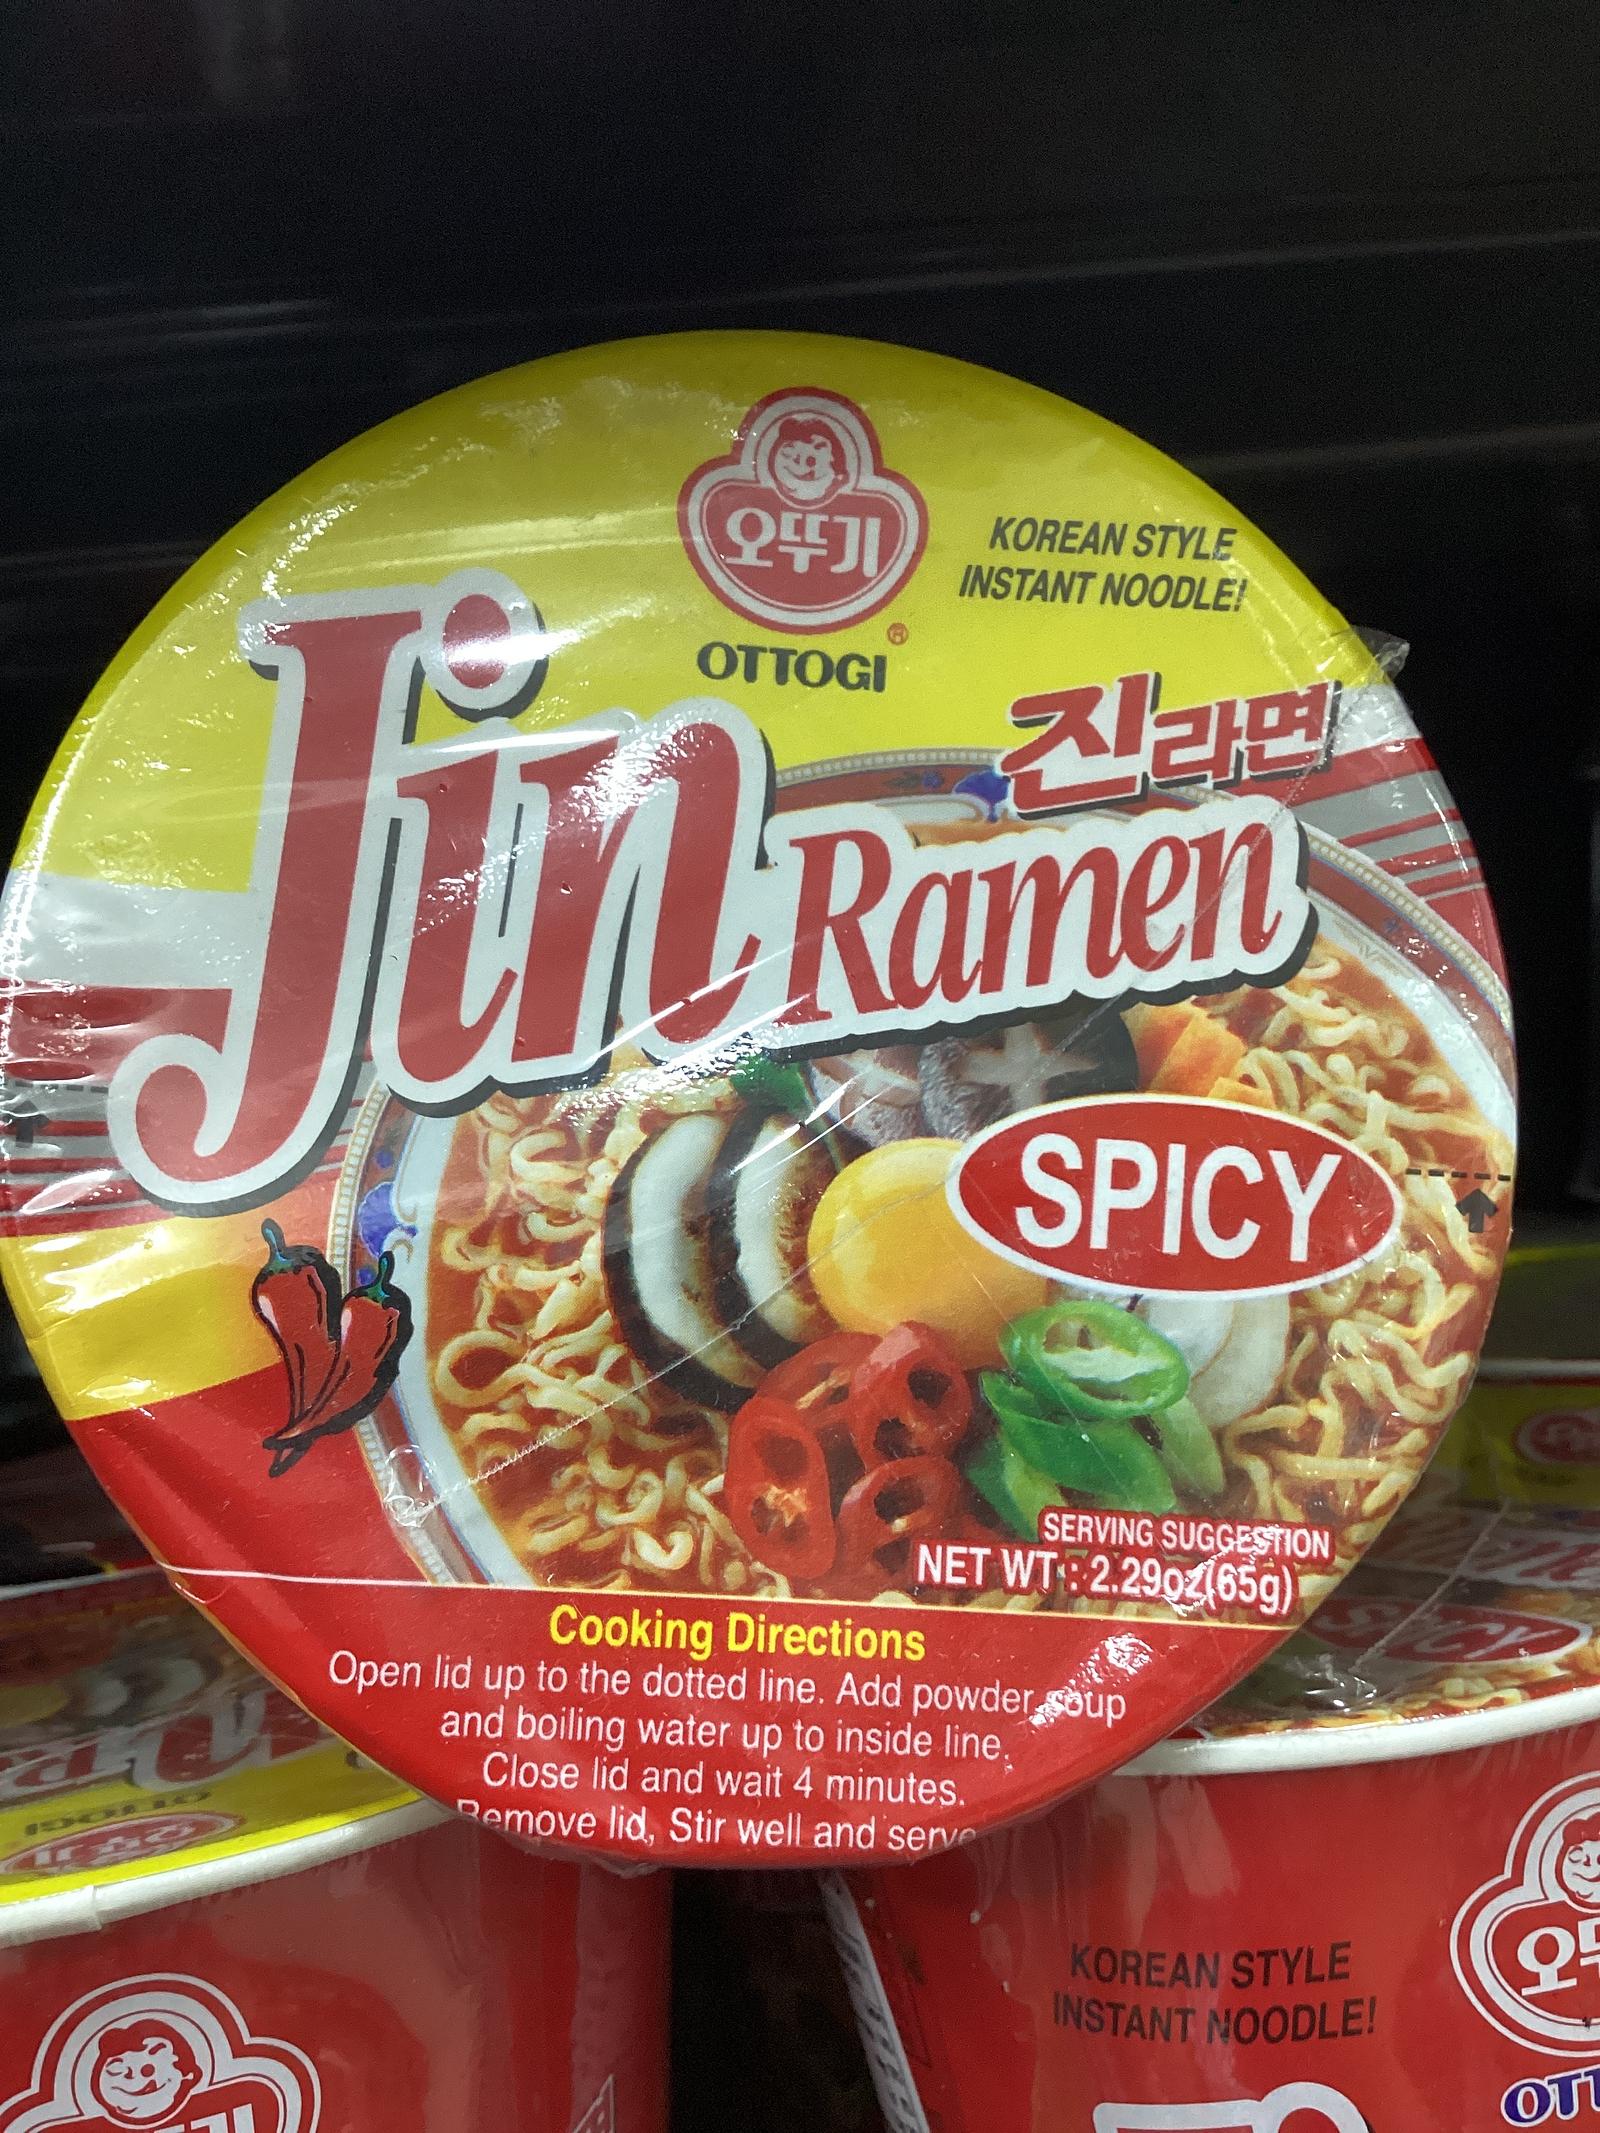 오뚜기
OTTOGI®
KOREAN STYLE
INSTANT NOODLE!
진라면
Jin Ramen
SPICY
SERVING SUGGESTION
NET WT : 2.29oz(65g)
Cooking Directions
Open lid up to the dotted line. Add powder soup
and boiling water up to inside line.
Close lid and wait 4 minutes.
Remove lid, Stir well and serve
SPICY
OTTOGI
KOREAN STYLE
INSTANT NOODLE!